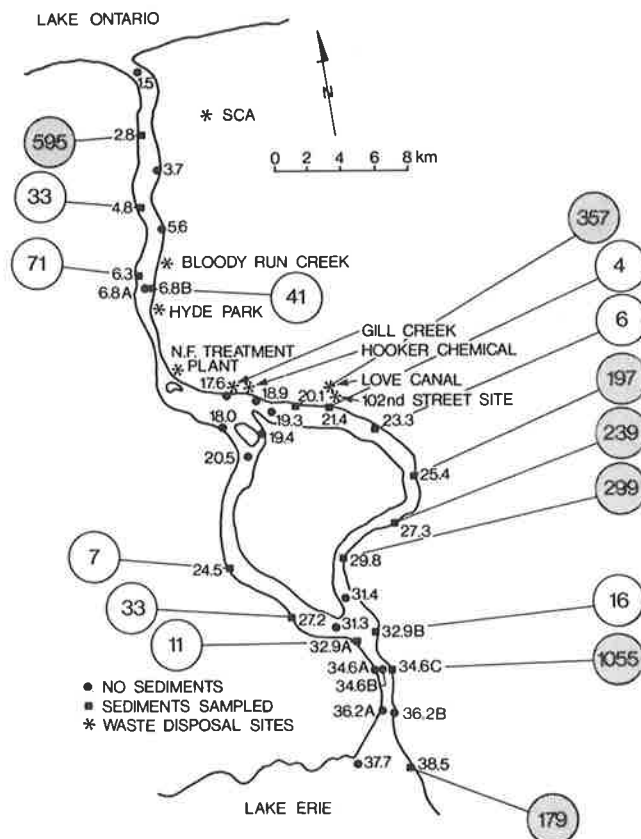 LAKE ONTARIO
1.5
* SCA
N
0 2 4 6 8 km
595
2.8
3.7
33
4.8
5.6
357
4
71
6.3
BLOODY RUN CREEK
6.8A
6.8B
41
6
HYDE PARK
GILL CREEK
N.F. TREATMENT
PLANT
HOOKER CHEMICAL
LOVE CANAL
102nd STREET SITE
17.6
18.9
20.1
21.4
23.3
197
18.0
19.3
19.4
239
20.5
25.4
299
27.3
7
24.5
29.8
31.4
16
33
27.2
31.3
32.9B
11
32.9A
1055
34.6A
34.6C
34.6B
● NO SEDIMENTS
■ SEDIMENTS SAMPLED
* WASTE DISPOSAL SITES
36.2A
36.2B
37.7
38.5
LAKE ERIE
179